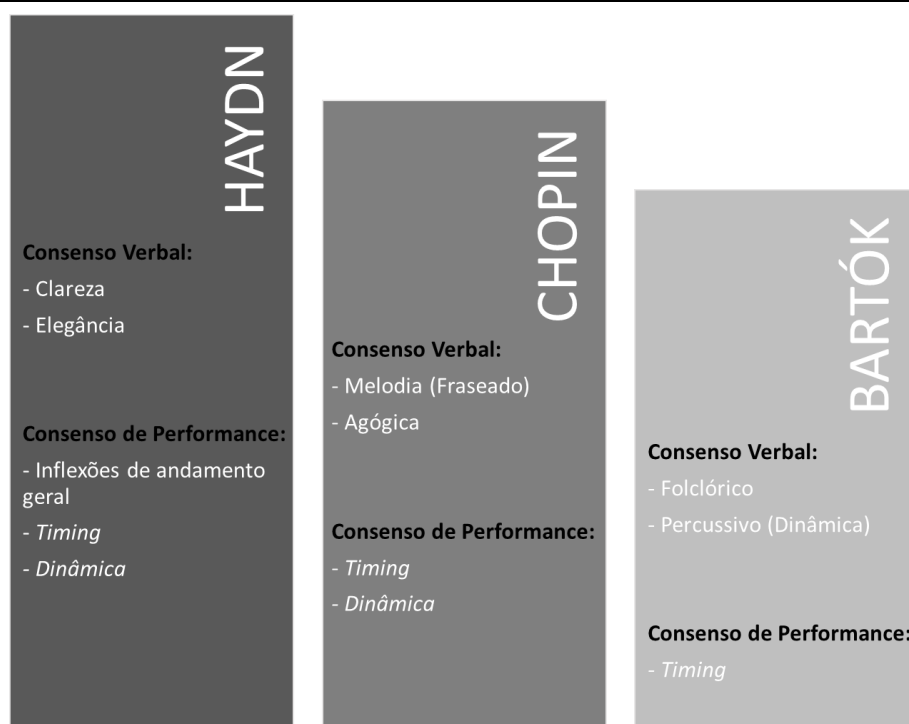 HAYDN
Consenso Verbal:
- Clareza
- Elegância
Consenso de Performance:
- Inflexões de andamento
geral
- Timing
- Dinâmica
CHOPIN
Consenso Verbal:
- Melodia (Fraseado)
- Agógica
Consenso de Performance:
- Timing
- Dinâmica
BARTÓK
Consenso Verbal:
- Folclórico
- Percussivo (Dinâmica)
Consenso de Performance:
- Timing